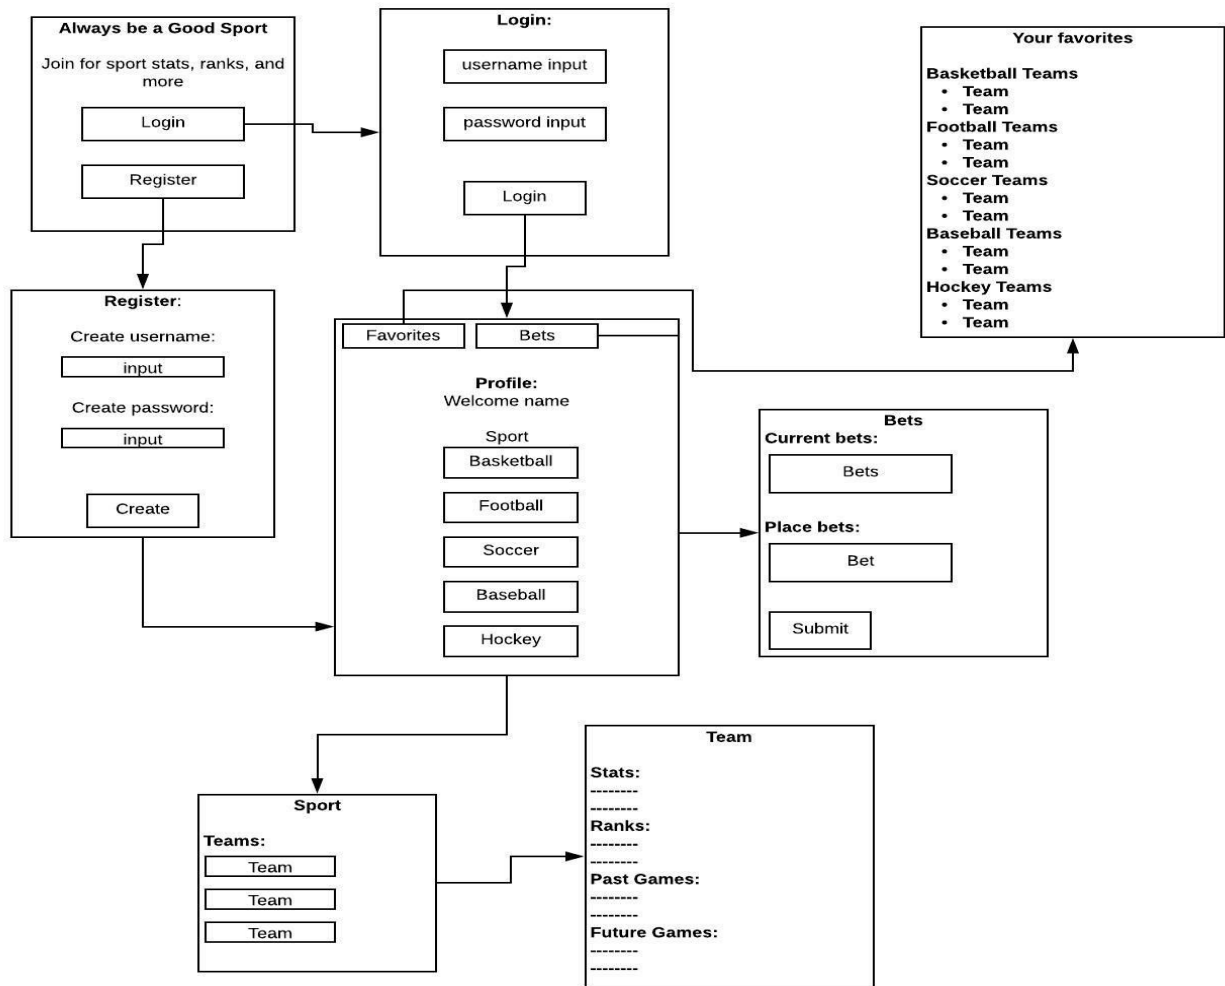 Always be a Good Sport
Join for sport stats, ranks, and
more
Login
Register
Login:
username input
password input
Login
Your favorites
Basketball Teams
• Team
• Team
Football Teams
• Team
• Team
Soccer Teams
• Team
• Team
Baseball Teams
• Team
• Team
Hockey Teams
• Team
• Team
Register:
Create username:
input
Create password:
input
Create
Favorites
Bets
Profile:
Welcome name
Sport
Basketball
Football
Soccer
Baseball
Hockey
Bets
Current bets:
Bets
Place bets:
Bet
Submit
Sport
Teams:
Team
Team
Team
Team
Stats:
--------
--------
Ranks:
--------
--------
Past Games:
--------
--------
Future Games:
--------
--------